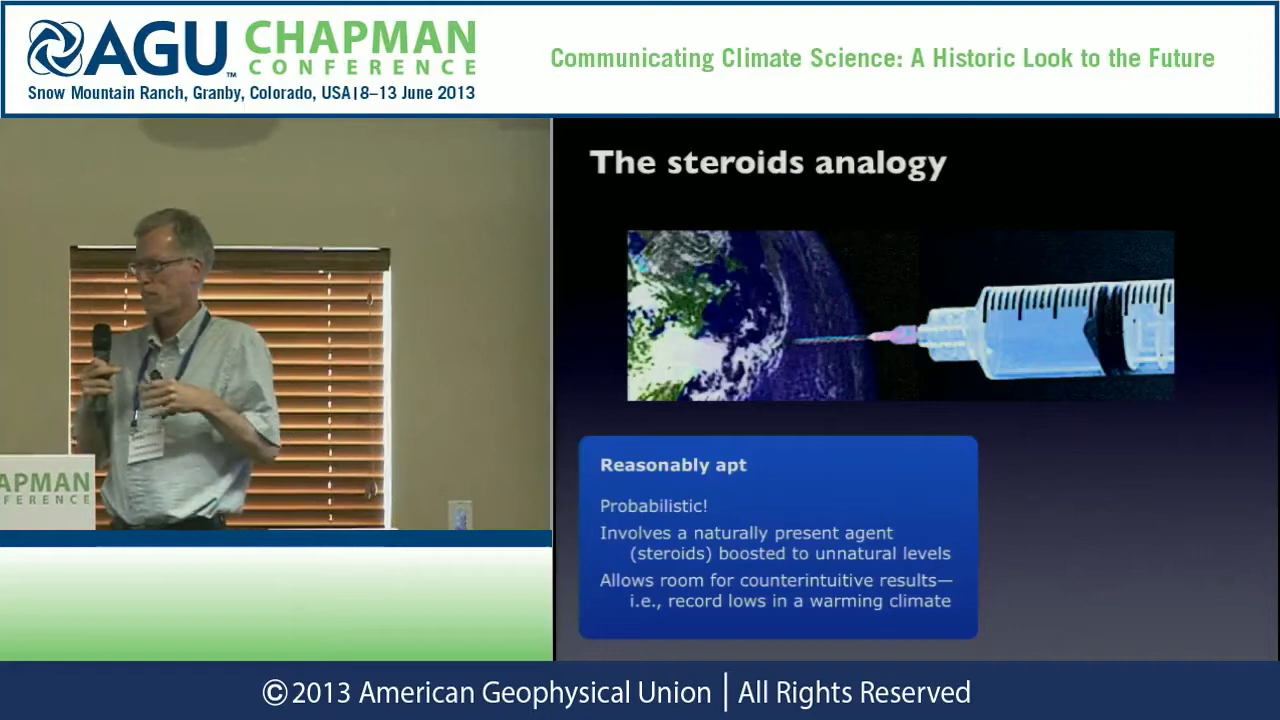 AGU™ CHAPMAN
CONFERENCE
Snow Mountain Ranch, Granby, Colorado, USA|8–13 June 2013
Communicating Climate Science: A Historic Look to the Future
The steroids analogy
Reasonably apt
Probabilistic!
Involves a naturally present agent
(steroids) boosted to unnatural levels
Allows room for counterintuitive results—
i.e., record lows in a warming climate
APMAN
NFERENCE
©2013 American Geophysical Union | All Rights Reserved